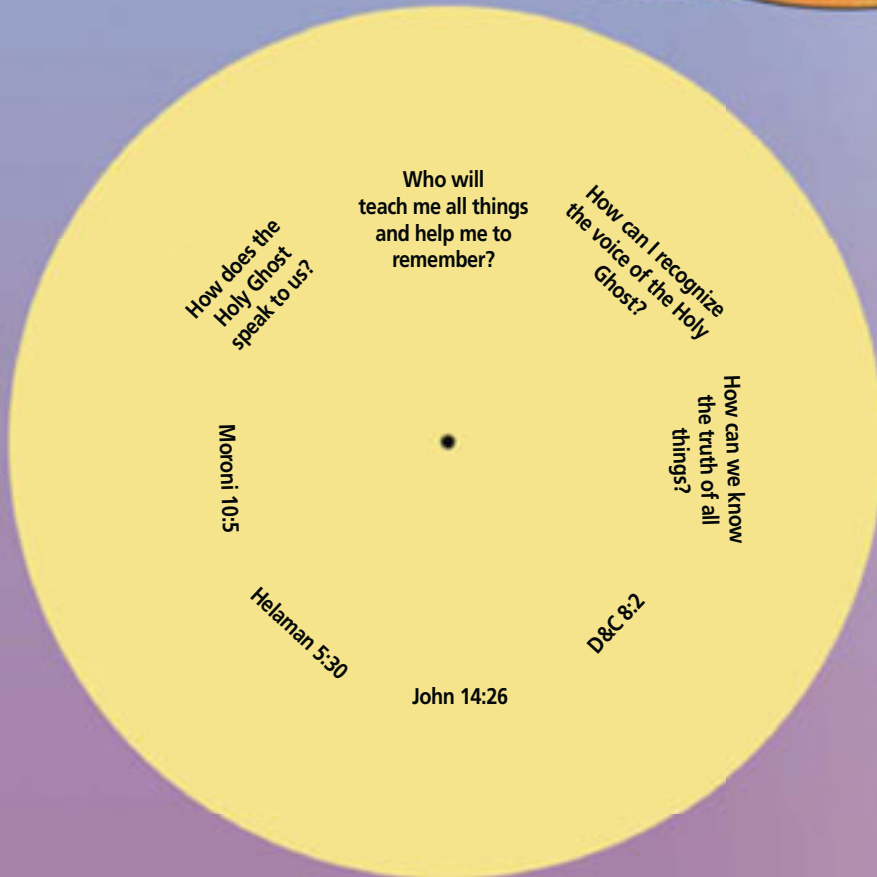 Who will
teach me all things
and help me to
remember?
How can I recognize
the voice of the Holy
Ghost?
How can we know
the truth of all
things?
D&C 8:2
John 14:26
Helaman 5:30
Moroni 10:5
How does the
Holy Ghost
speak to us?